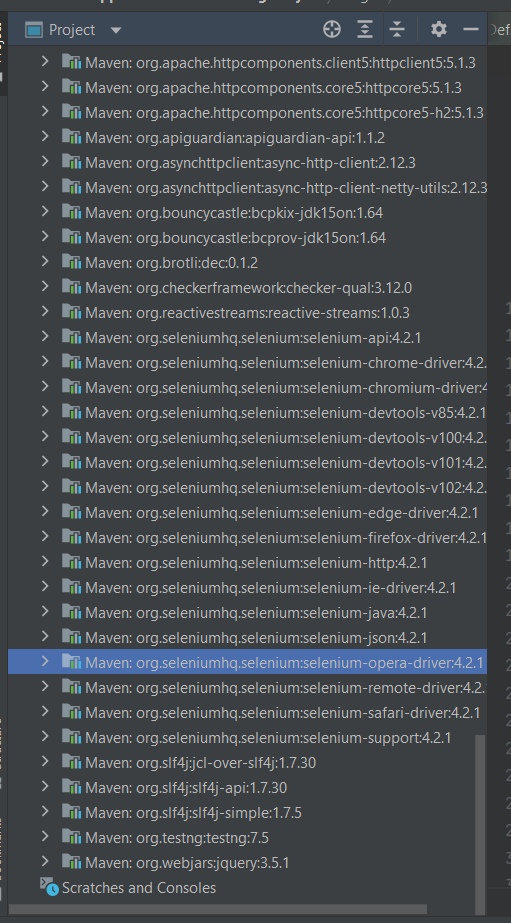 Project
Maven: org.apache.httpcomponents.client5:httpclient5:5.1.3
Maven: org.apache.httpcomponents.core5:httpcore5:5.1.3
Maven: org.apache.httpcomponents.core5:httpcore5-h2:5.1.3
Maven: org.apiguardian:apiguardian-api:1.1.2
Maven: org.asynchttpclient:async-http-client:2.12.3
Maven: org.asynchttpclient:async-http-client-netty-utils:2.12.3
Maven: org.bouncycastle:bcpkix-jdk15on:1.64
Maven: org.bouncycastle:bcprov-jdk15on:1.64
Maven: org.brotli:dec:0.1.2
Maven: org.checkerframework:checker-qual:3.12.0
Maven: org.reactivestreams:reactive-streams:1.0.3
Maven: org.seleniumhq.selenium:selenium-api:4.2.1
Maven: org.seleniumhq.selenium:selenium-chrome-driver:4.2.
Maven: org.seleniumhq.selenium:selenium-chromium-driver:4
Maven: org.seleniumhq.selenium:selenium-devtools-v85:4.2.1
Maven: org.seleniumhq.selenium:selenium-devtools-v100:4.2.
Maven: org.seleniumhq.selenium:selenium-devtools-v101:4.2.
Maven: org.seleniumhq.selenium:selenium-devtools-v102:4.2.
Maven: org.seleniumhq.selenium:selenium-edge-driver:4.2.1
Maven: org.seleniumhq.selenium:selenium-firefox-driver:4.2.1
Maven: org.seleniumhq.selenium:selenium-http:4.2.1
Maven: org.seleniumhq.selenium:selenium-ie-driver:4.2.1
Maven: org.seleniumhq.selenium:selenium-java:4.2.1
Maven: org.seleniumhq.selenium:selenium-json:4.2.1
Maven: org.seleniumhq.selenium:selenium-opera-driver:4.2.1
Maven: org.seleniumhq.selenium:selenium-remote-driver:4.2.
Maven: org.seleniumhq.selenium:selenium-safari-driver:4.2.1
Maven: org.seleniumhq.selenium:selenium-support:4.2.1
Maven: org.slf4j:jcl-over-slf4j:1.7.30
Maven: org.slf4j:slf4j-api:1.7.30
Maven: org.slf4j:slf4j-simple:1.7.5
Maven: org.testng:testng:7.5
Maven: org.webjars:jquery:3.5.1
Scratches and Consoles